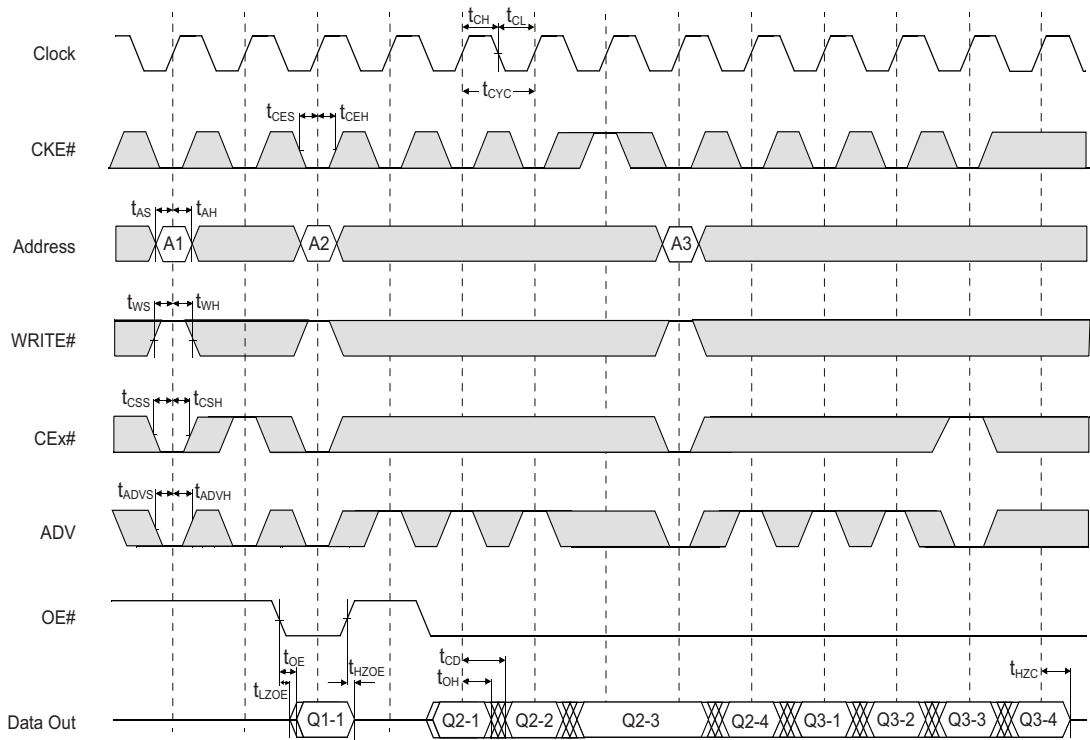 tCH tCL
Clock
tCYC
tCES tCEH
CKE#
tAS tAH
Address A1 A2 A3
tWS tWH
WRITE#
tCSS tCSH
CEx#
tADVS tADVH
ADV
OE#
tOE tHZOE tCD tHZC
tLZOE tOH
Data Out Q1-1 Q2-1 Q2-2 Q2-3 Q2-4 Q3-1 Q3-2 Q3-3 Q3-4